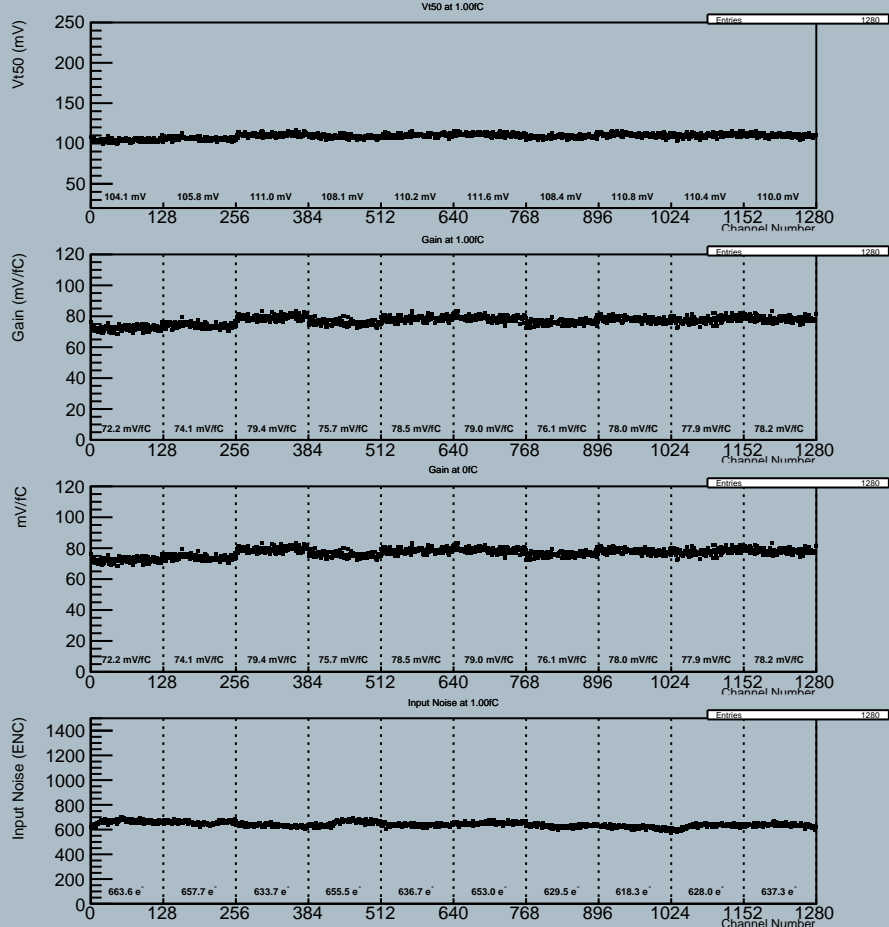 Vt50 at 1.00fC
Entries 1280
Vt50 (mV)
250
200
150
100
50
104.1 mV 105.8 mV 111.0 mV 108.1 mV 110.2 mV 111.6 mV 108.4 mV 110.8 mV 110.4 mV 110.0 mV
0 128 256 384 512 640 768 896 1024 1152 1280
Channel Number
Gain at 1.00fC
Entries 1280
Gain (mV/fC)
120
100
80
60
40
20
0
72.2 mV/fC 74.1 mV/fC 79.4 mV/fC 75.7 mV/fC 78.5 mV/fC 79.0 mV/fC 76.1 mV/fC 78.0 mV/fC 77.9 mV/fC 78.2 mV/fC
0 128 256 384 512 640 768 896 1024 1152 1280
Channel Number
Gain at 0fC
Entries 1280
mV/fC
120
100
80
60
40
20
0
72.2 mV/fC 74.1 mV/fC 79.4 mV/fC 75.7 mV/fC 78.5 mV/fC 79.0 mV/fC 76.1 mV/fC 78.0 mV/fC 77.9 mV/fC 78.2 mV/fC
0 128 256 384 512 640 768 896 1024 1152 1280
Channel Number
Input Noise at 1.00fC
Entries 1280
Input Noise (ENC)
1400
1200
1000
800
600
400
200
0
663.6 e⁻ 657.7 e⁻ 633.7 e⁻ 655.5 e⁻ 636.7 e⁻ 653.0 e⁻ 629.5 e⁻ 618.3 e⁻ 628.0 e⁻ 637.3 e⁻
0 128 256 384 512 640 768 896 1024 1152 1280
Channel Number